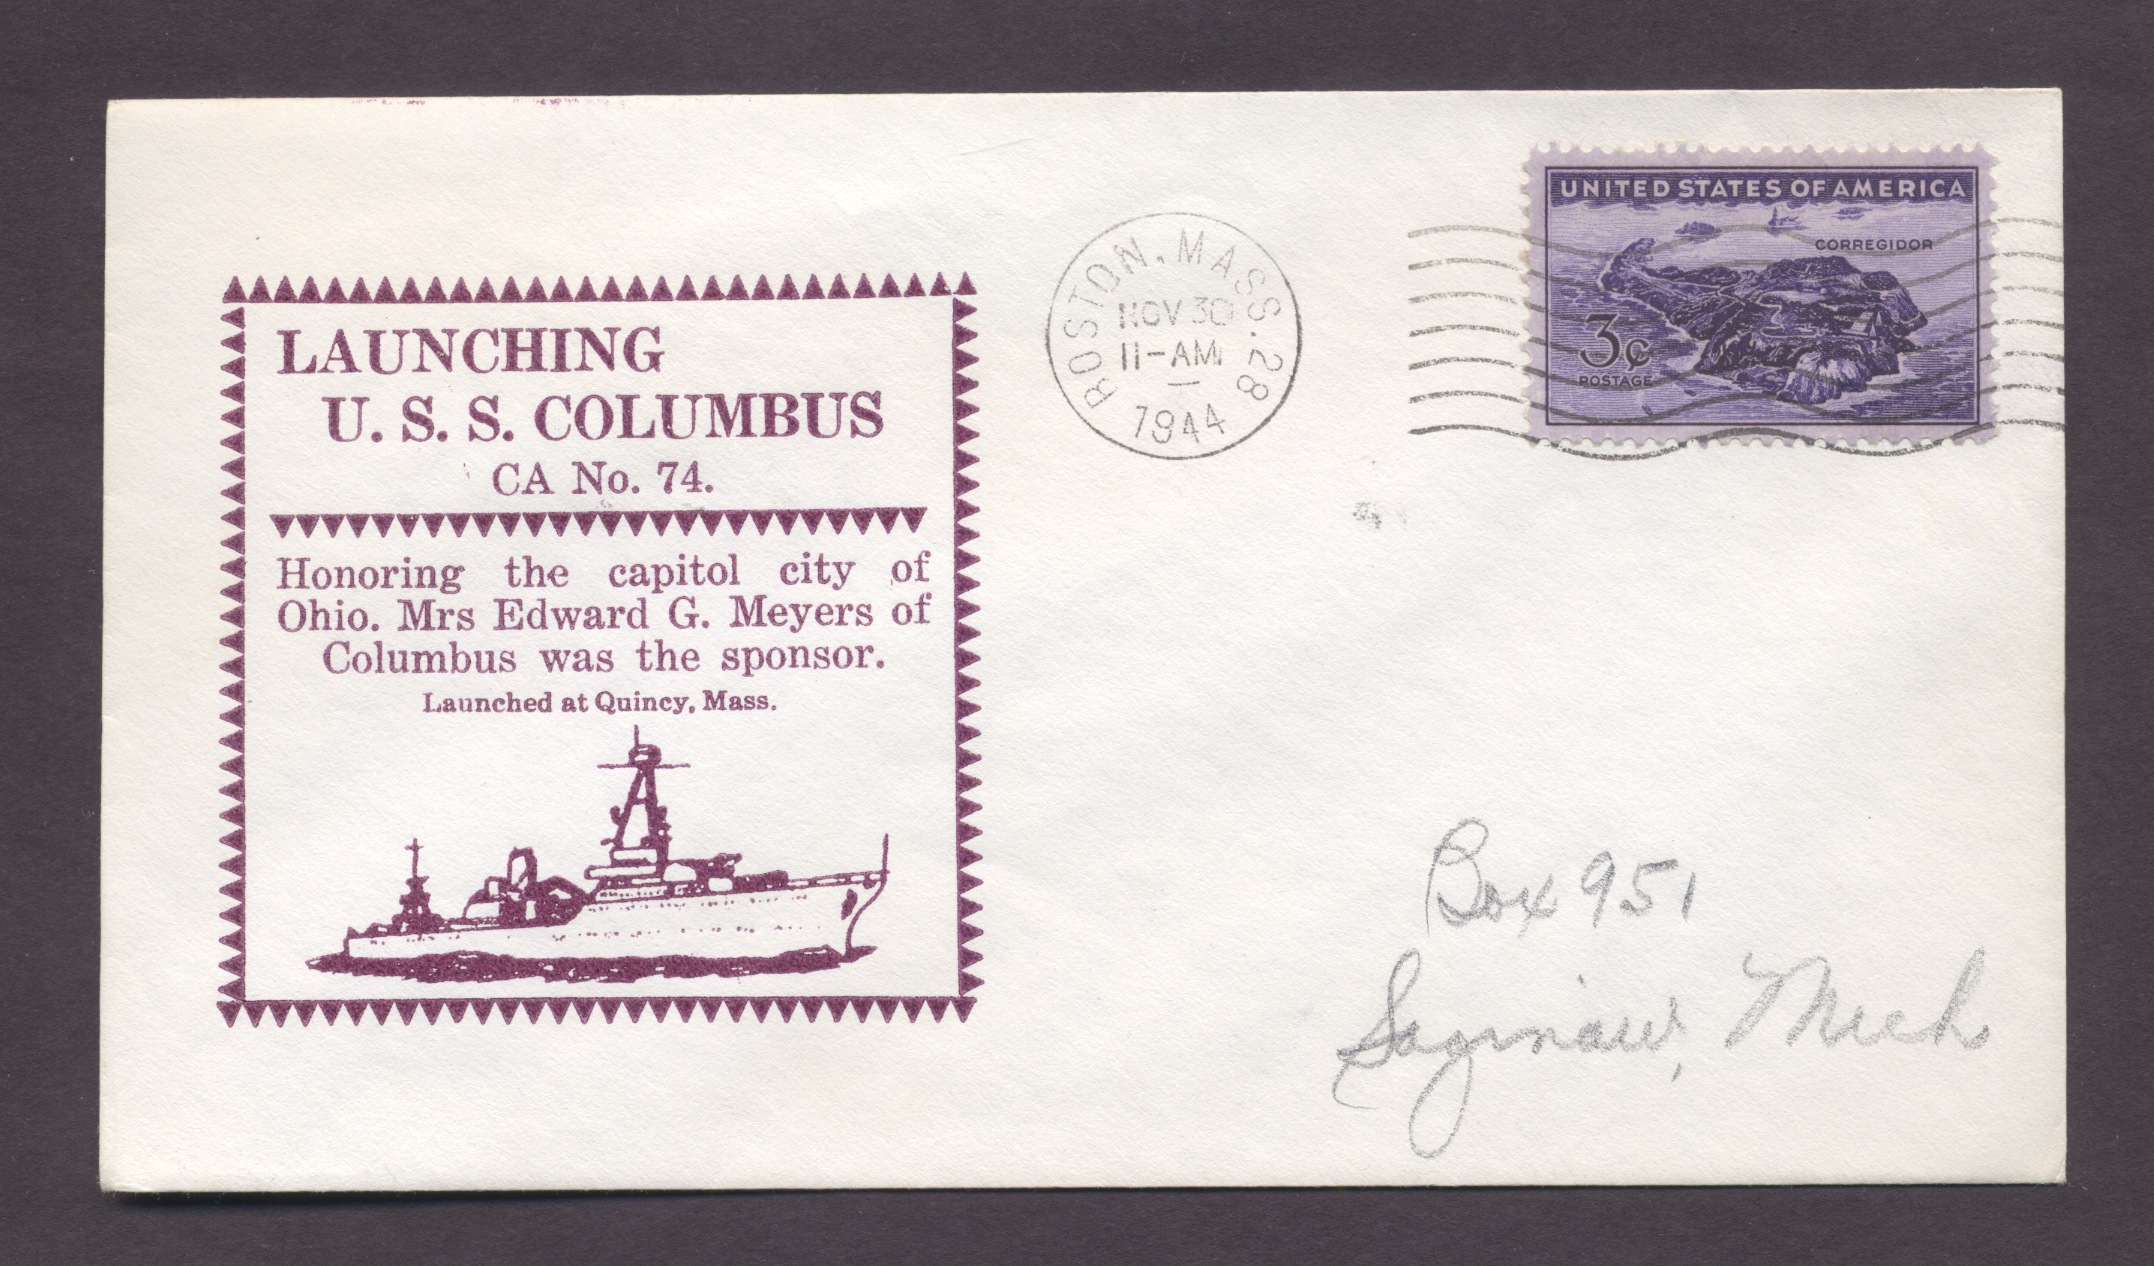 LAUNCHING
U. S. S. COLUMBUS
CA No. 74.
Honoring the capitol city of
Ohio. Mrs Edward G. Meyers of
Columbus was the sponsor.
Launched at Quincy, Mass.
BOSTON, MASS. 28
NOV 30
11-AM
1944
UNITED STATES OF AMERICA
CORREGIDOR
3¢
POSTAGE
Box 951
Saginaw, Mich